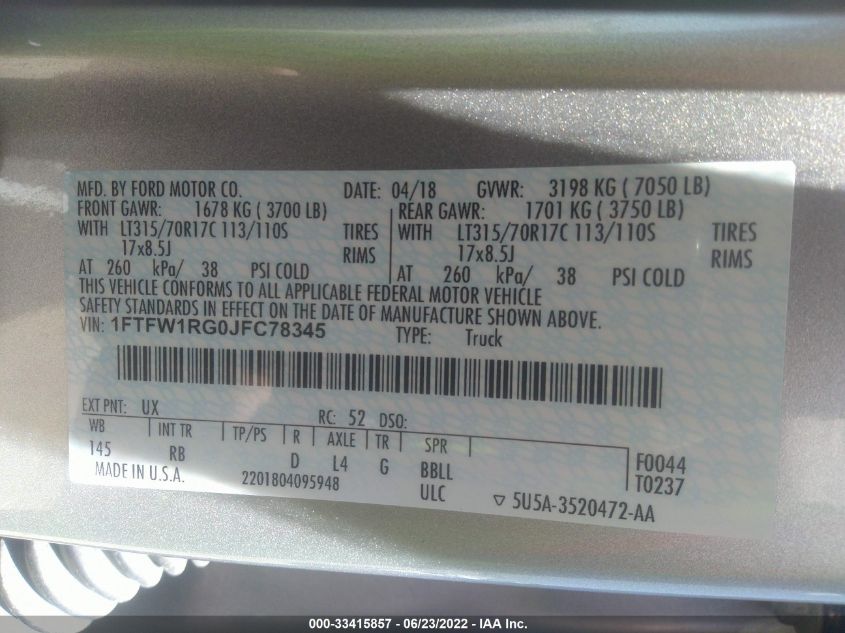 MFD. BY FORD MOTOR CO. DATE: 04/18 GVWR: 3198 KG ( 7050 LB)
FRONT GAWR: 1678 KG ( 3700 LB) REAR GAWR: 1701 KG ( 3750 LB)
WITH LT315/70R17C 113/110S TIRES WITH LT315/70R17C 113/110S TIRES
17x8.5J RIMS 17x8.5J RIMS
AT 260 kPa/ 38 PSI COLD AT 260 kPa/ 38 PSI COLD
THIS VEHICLE CONFORMS TO ALL APPLICABLE FEDERAL MOTOR VEHICLE
SAFETY STANDARDS IN EFFECT ON THE DATE OF MANUFACTURE SHOWN ABOVE.
VIN: 1FTFW1RG0JFC78345 TYPE: Truck
EXT PNT: UX RC: 52 DSO:
WB INT TR TP/PS R AXLE TR SPR
145 RB D L4 G BBLL F0044
MADE IN U.S.A. 2201804095948 ULC T0237
▽ 5U5A-3520472-AA
000-33415857 - 06/23/2022 - IAA Inc.